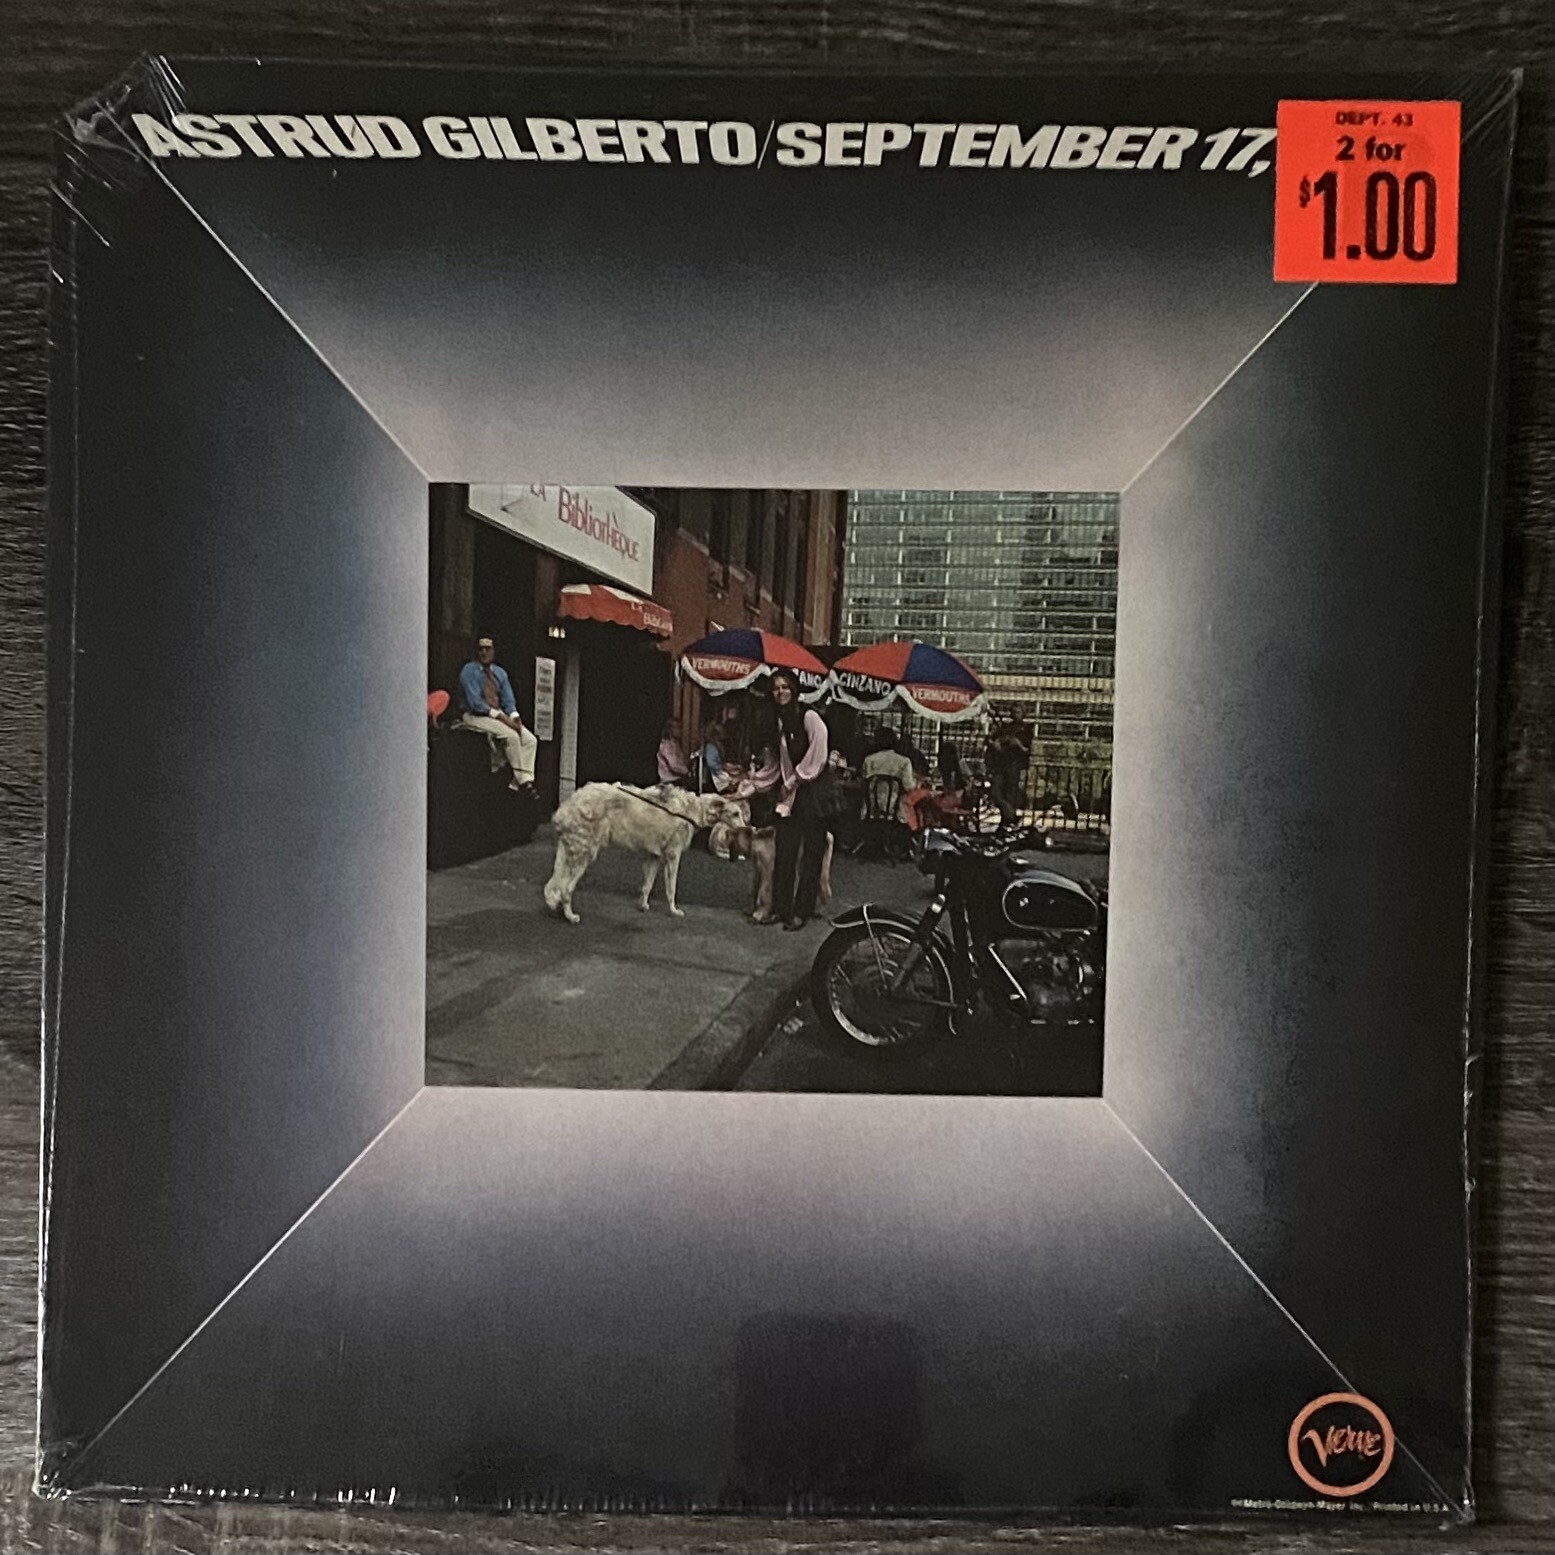 ASTRUD GILBERTO/SEPTEMBER 17,
DEPT. 43
2 for
$1.00
LA
BibliothÈQUE
VERMOUTHS
CINZANO
VERMOUTHS
Verve
Metro-Goldwyn-Mayer Inc. Printed in U.S.A.